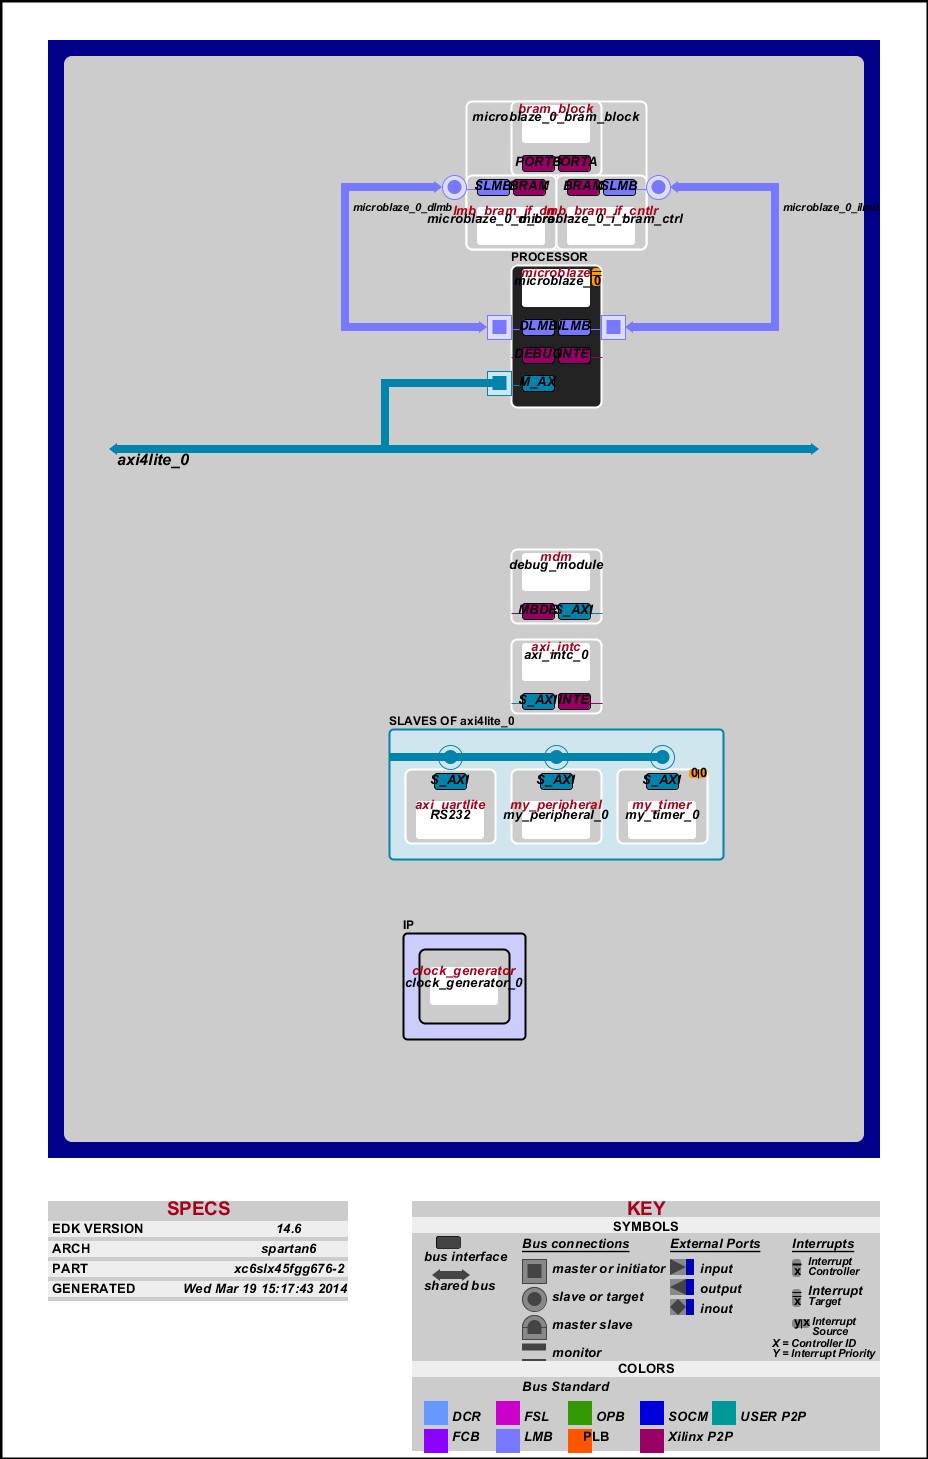 bram_block
microblaze_0_bram_block
PORTB PORTA
SLMB BRAM BRAM SLMB
microblaze_0_dlmb
microblaze_0_ilmb
lmb_bram_if_cntlr
microblaze_0_i_bram_ctrl
PROCESSOR
microblaze
microblaze_0
0
DLMB ILMB
DEBUG INTE
M_AX
axi4lite_0
mdm
debug_module
MBDE S_AXI
axi_intc
axi_intc_0
S_AXI INTE
SLAVES OF axi4lite_0
0|0
S_AXI S_AXI S_AXI
axi_uartlite my_peripheral my_timer
RS232 my_peripheral_0 my_timer_0
IP
clock_generator
clock_generator_0
SPECS
EDK VERSION 14.6
ARCH spartan6
PART xc6slx45fgg676-2
GENERATED Wed Mar 19 15:17:43 2014
KEY
SYMBOLS
bus interface
shared bus
Bus connections
master or initiator
slave or target
master slave
monitor
External Ports
input
output
inout
Interrupts
x Interrupt Controller
x Interrupt Target
y|x Interrupt Source
X = Controller ID
Y = Interrupt Priority
COLORS
Bus Standard
DCR FSL OPB SOCM USER P2P
FCB LMB PLB Xilinx P2P